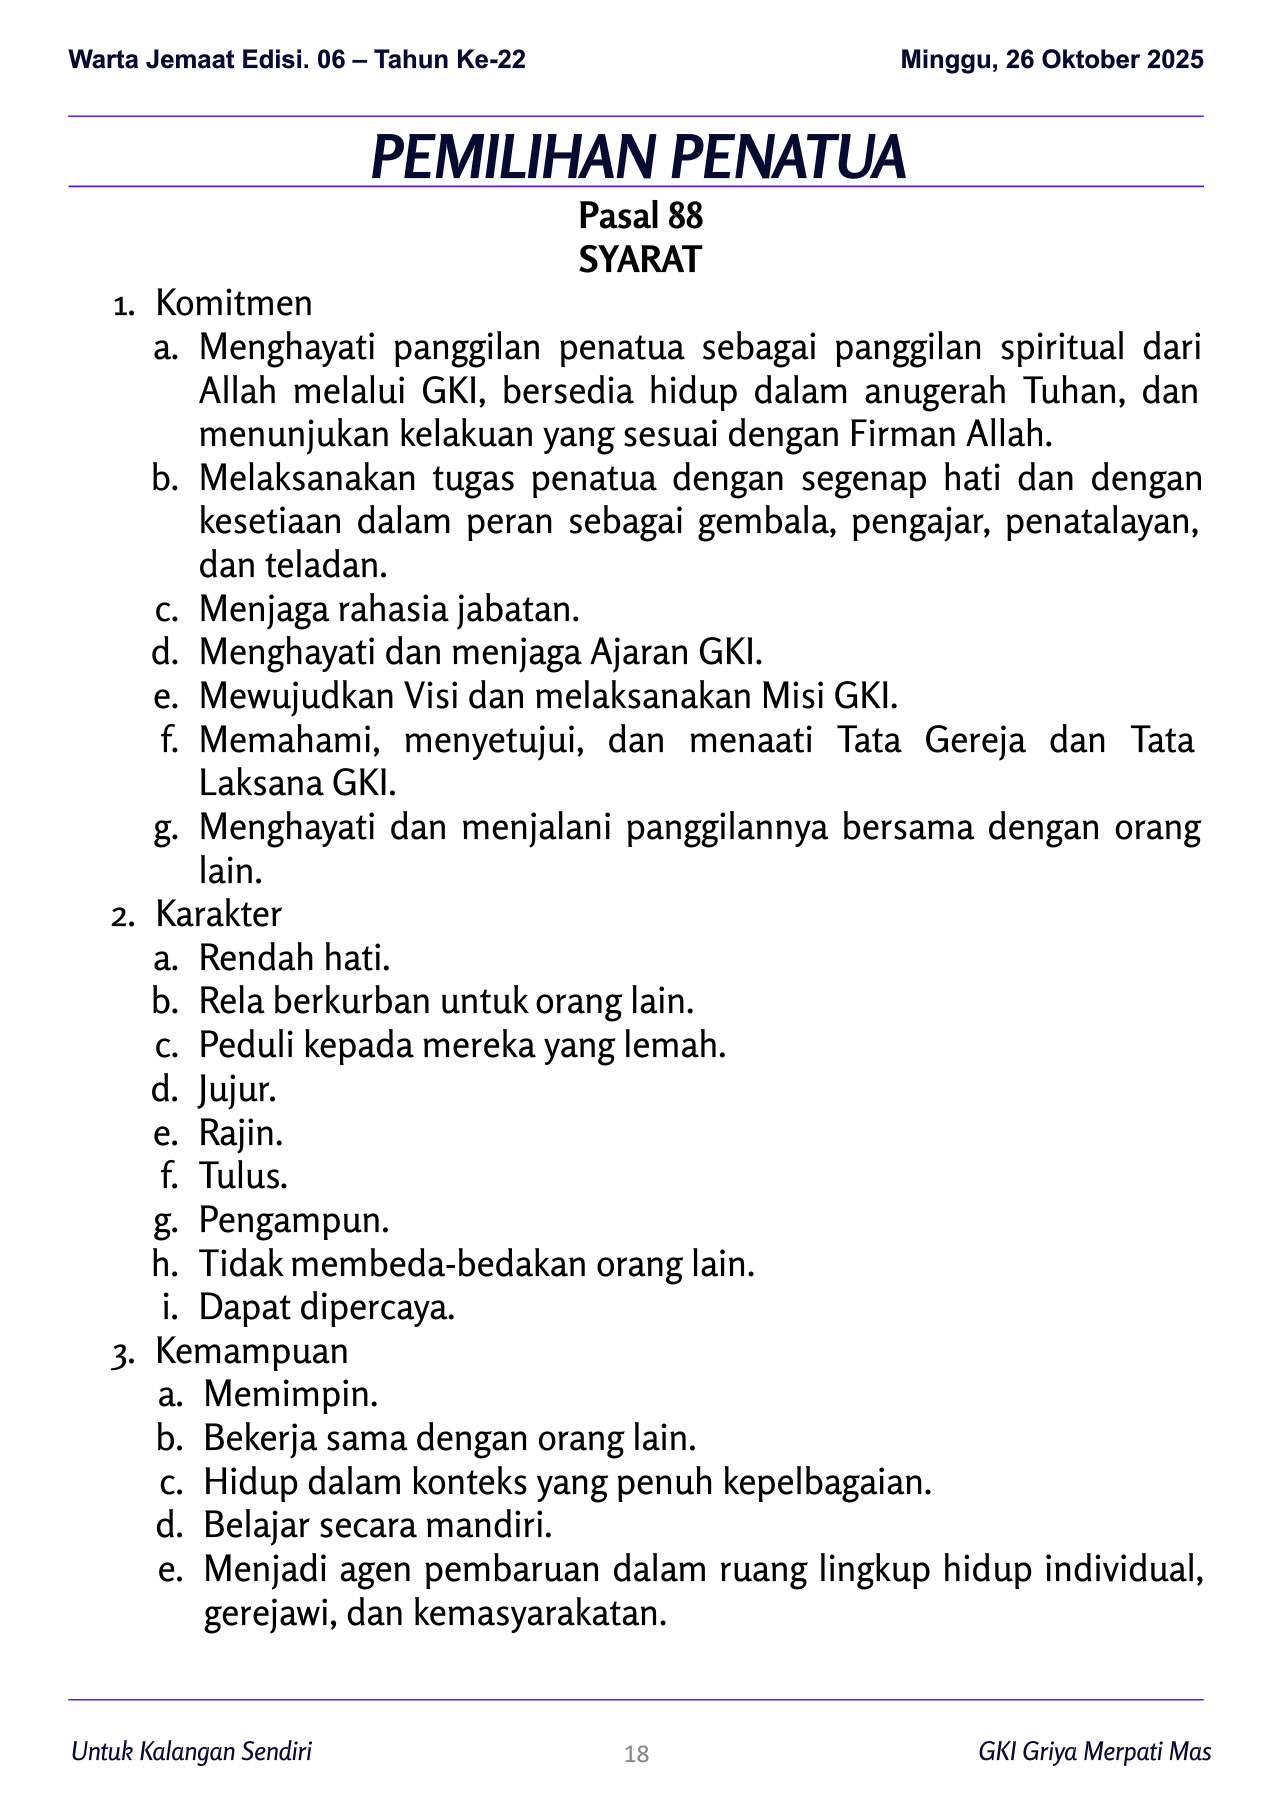 Warta Jemaat Edisi. 06 – Tahun Ke-22 Minggu, 26 Oktober 2025
PEMILIHAN PENATUA
Pasal 88
SYARAT
1. Komitmen
a. Menghayati panggilan penatua sebagai panggilan spiritual dari
Allah melalui GKI, bersedia hidup dalam anugerah Tuhan, dan
menunjukan kelakuan yang sesuai dengan Firman Allah.
b. Melaksanakan tugas penatua dengan segenap hati dan dengan
kesetiaan dalam peran sebagai gembala, pengajar, penatalayan,
dan teladan.
c. Menjaga rahasia jabatan.
d. Menghayati dan menjaga Ajaran GKI.
e. Mewujudkan Visi dan melaksanakan Misi GKI.
f. Memahami, menyetujui, dan menaati Tata Gereja dan Tata
Laksana GKI.
g. Menghayati dan menjalani panggilannya bersama dengan orang
lain.
2. Karakter
a. Rendah hati.
b. Rela berkurban untuk orang lain.
c. Peduli kepada mereka yang lemah.
d. Jujur.
e. Rajin.
f. Tulus.
g. Pengampun.
h. Tidak membeda-bedakan orang lain.
i. Dapat dipercaya.
3. Kemampuan
a. Memimpin.
b. Bekerja sama dengan orang lain.
c. Hidup dalam konteks yang penuh kepelbagaian.
d. Belajar secara mandiri.
e. Menjadi agen pembaruan dalam ruang lingkup hidup individual,
gerejawi, dan kemasyarakatan.
Untuk Kalangan Sendiri 18 GKI Griya Merpati Mas